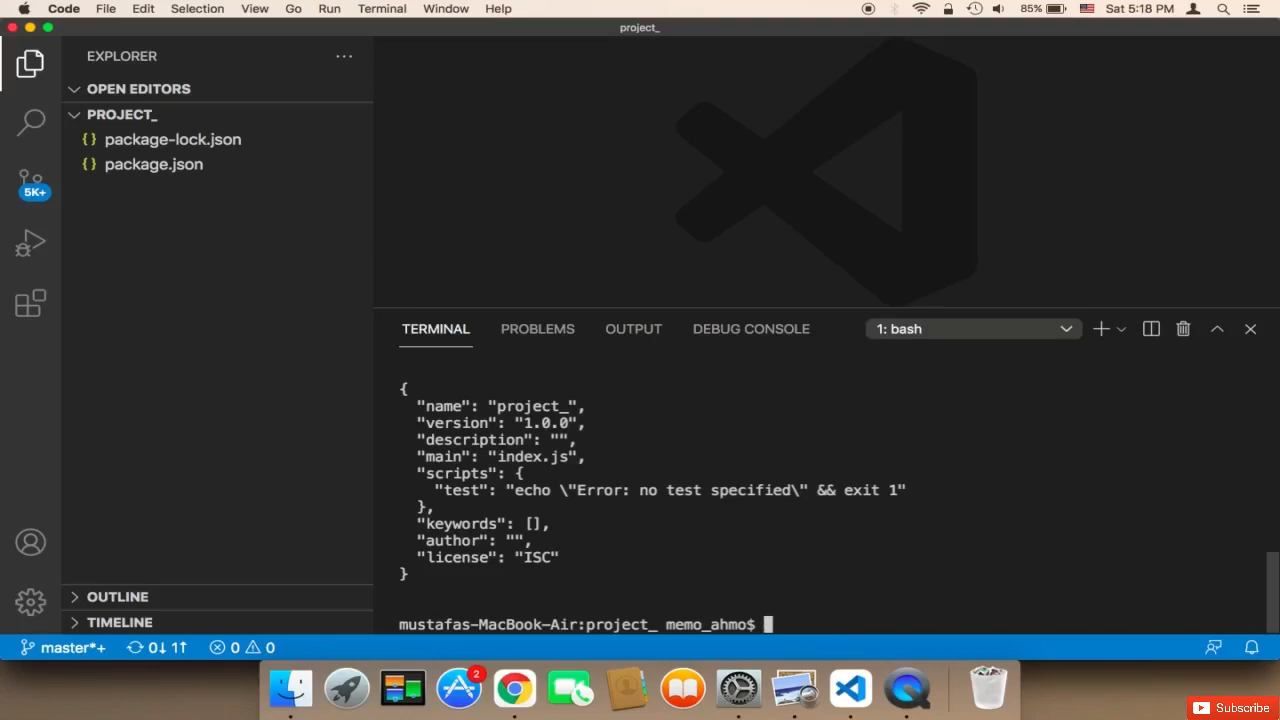 Code File Edit Selection View Go Run Terminal Window Help 85% Sat 5:18 PM
project_
EXPLORER
OPEN EDITORS
PROJECT_
{} package-lock.json
{} package.json
5K+
TERMINAL PROBLEMS OUTPUT DEBUG CONSOLE 1: bash
{
"name": "project_",
"version": "1.0.0",
"description": "",
"main": "index.js",
"scripts": {
"test": "echo \"Error: no test specified\" && exit 1"
},
"keywords": [],
"author": "",
"license": "ISC"
}
mustafas-MacBook-Air:project_ memo_ahmo$
OUTLINE
TIMELINE
master*+ 0↓ 1↑ 0 0
2
Subscribe